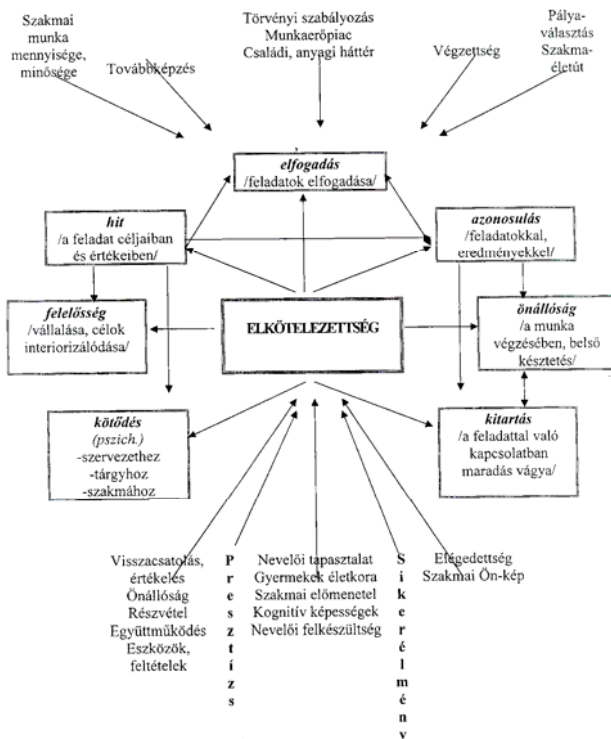 Szakmai
munka
mennyisége,
minősége
Továbbképzés
Törvényi szabályozás
Munkaerőpiac
Családi, anyagi háttér
Végzettség
Pálya-
választás
Szakma-
életút
elfogadás
/feladatok elfogadása/
hit
/a feladat céljaiban
és értékeiben/
azonosulás
/feladatokkal,
eredményekkel/
felelősség
/vállalása, célok
interiorizálódása/
ELKÖTELEZETTSÉG
önállóság
/a munka
végzésében, belső
késztetés/
kötődés
(pszich.)
-szervezethez
-tárgyhoz
-szakmához
kitartás
/a feladattal való
kapcsolatban
maradás vágya/
Visszacsatolás,
értékelés
Önállóság
Részvétel
Együttműködés
Eszközök,
feltételek
P
r
e
s
z
t
í
z
s
Nevelői tapasztalat
Gyermekek életkora
Szakmai előmenetel
Kognitív képességek
Nevelői felkészültség
S
i
k
e
r
é
l
m
é
n
y
Elégedettség
Szakmai Ön-kép